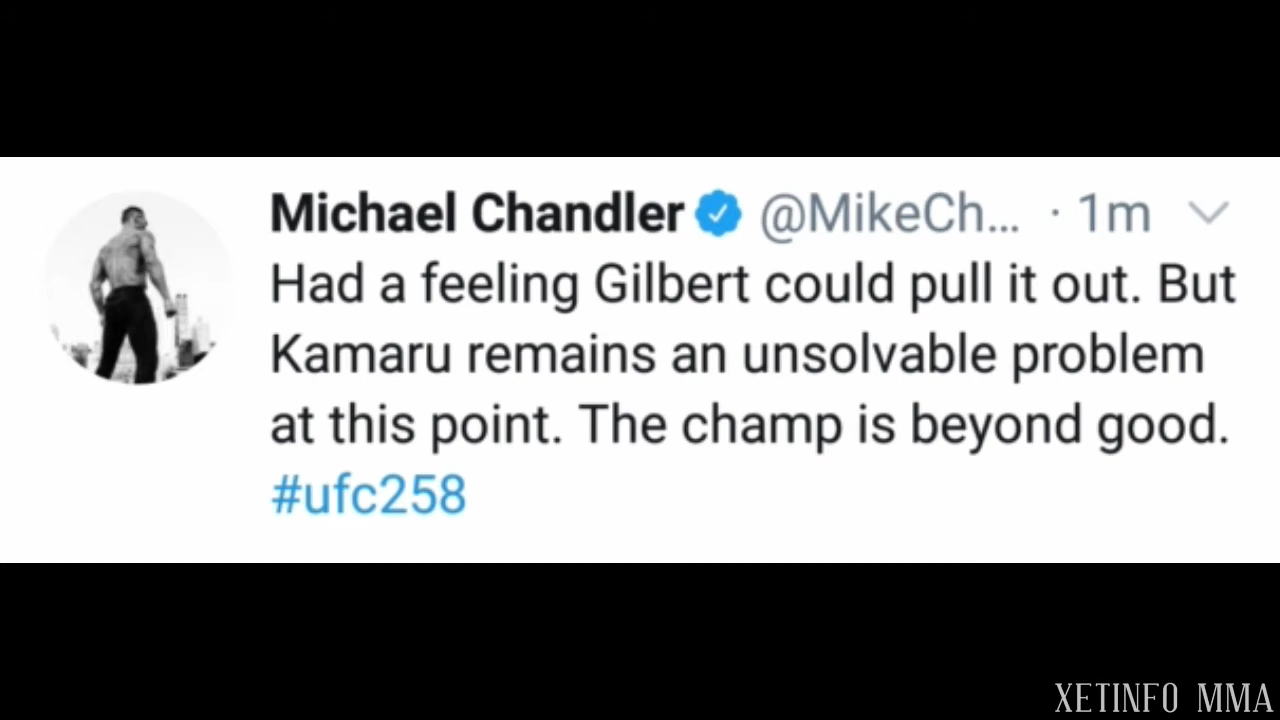 Michael Chandler @MikeCh... · 1m
Had a feeling Gilbert could pull it out. But
Kamaru remains an unsolvable problem
at this point. The champ is beyond good.
#ufc258
XETINFO MMA